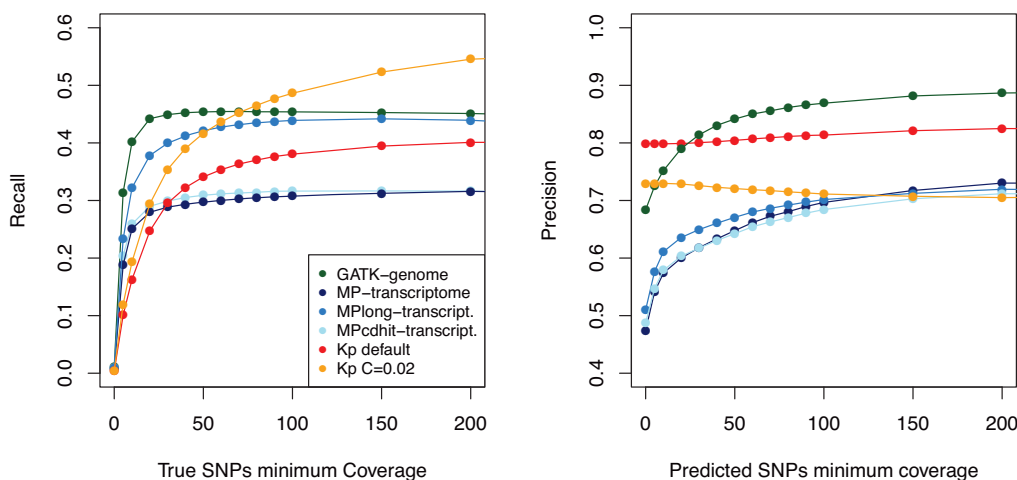 0.6
0.5
0.4
0.3
0.2
0.1
0.0
Recall
GATK−genome
MP−transcriptome
MPlong−transcript.
MPcdhit−transcript.
Kp default
Kp C=0.02
0 50 100 150 200
True SNPs minimum Coverage
1.0
0.9
0.8
0.7
0.6
0.5
0.4
Precision
0 50 100 150 200
Predicted SNPs minimum coverage